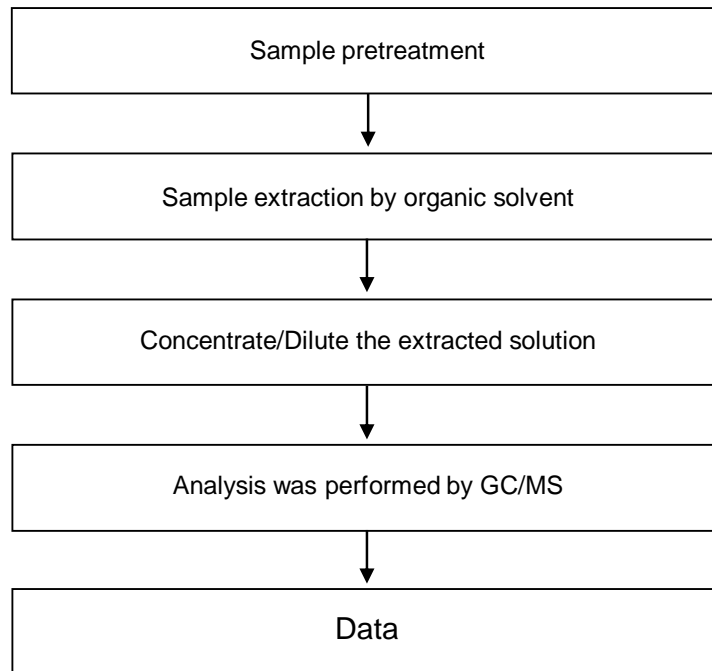 Sample pretreatment
Sample extraction by organic solvent
Concentrate/Dilute the extracted solution
Analysis was performed by GC/MS
Data